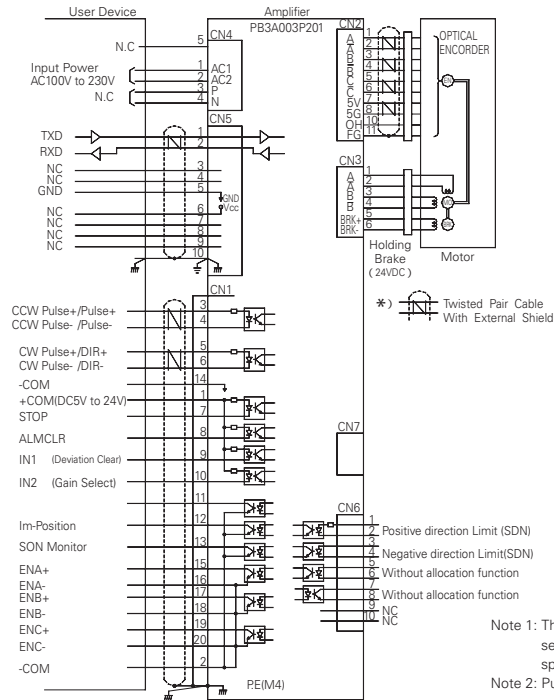 User Device
Amplifier
PB3A003P201
CN4
N.C 5
Input Power
AC100V to 230V
1 AC1
2 AC2
N.C
3 P
4 N
CN5
TXD 1
RXD 2
NC 3
NC 4
GND 5
GND
Vcc
NC 6
NC 7
NC 8
NC 9
10
CN1
CCW Pulse+/Pulse+ 3
CCW Pulse- /Pulse- 4
CW Pulse+/DIR+ 5
CW Pulse- /DIR- 6
-COM 14
+COM(DC5V to 24V) 1
STOP 7
ALMCLR 8
IN1 (Deviation Clear) 9
IN2 (Gain Select) 10
11
Im-Position 12
SON Monitor 13
ENA+ 15
ENA- 16
ENB+ 17
ENB- 18
ENC+ 19
ENC- 20
-COM 2
P.E(M4)
CN2
A 1
A̅ 2
B 3
B̅ 4
C 5
C̅ 6
5V 7
5G 8
OH 10
FG 11
OPTICAL
ENCORDER
EN
CN3
A 1
A̅ 2
B 3
B̅ 4
BRK+ 5
BRK- 6
Holding
Brake
(24VDC)
Motor
*) Twisted Pair Cable
With External Shield
CN7
CN6
1
2 Positive direction Limit (SDN)
3
4 Negative direction Limit(SDN)
5
6 Without allocation function
7
8 Without allocation function
9 NC
10 NC
Note 1: Th
se
sp
Note 2: Pu